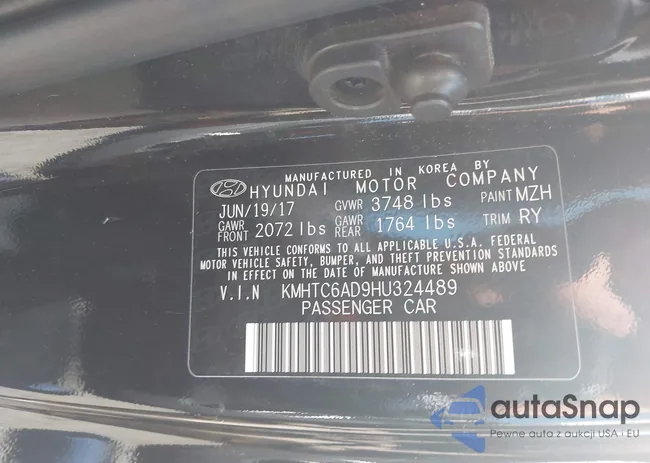 MANUFACTURED IN KOREA BY
HYUNDAI MOTOR COMPANY
JUN/19/17 GVWR 3748 lbs PAINT MZH
GAWR FRONT 2072 lbs GAWR REAR 1764 lbs TRIM RY
THIS VEHICLE CONFORMS TO ALL APPLICABLE U.S.A. FEDERAL
MOTOR VEHICLE SAFETY, BUMPER, AND THEFT PREVENTION STANDARDS
IN EFFECT ON THE DATE OF MANUFACTURE SHOWN ABOVE
V.I.N KMHTC6AD9HU324489
PASSENGER CAR
autaSnap
Pewne auta z aukcji USA i EU